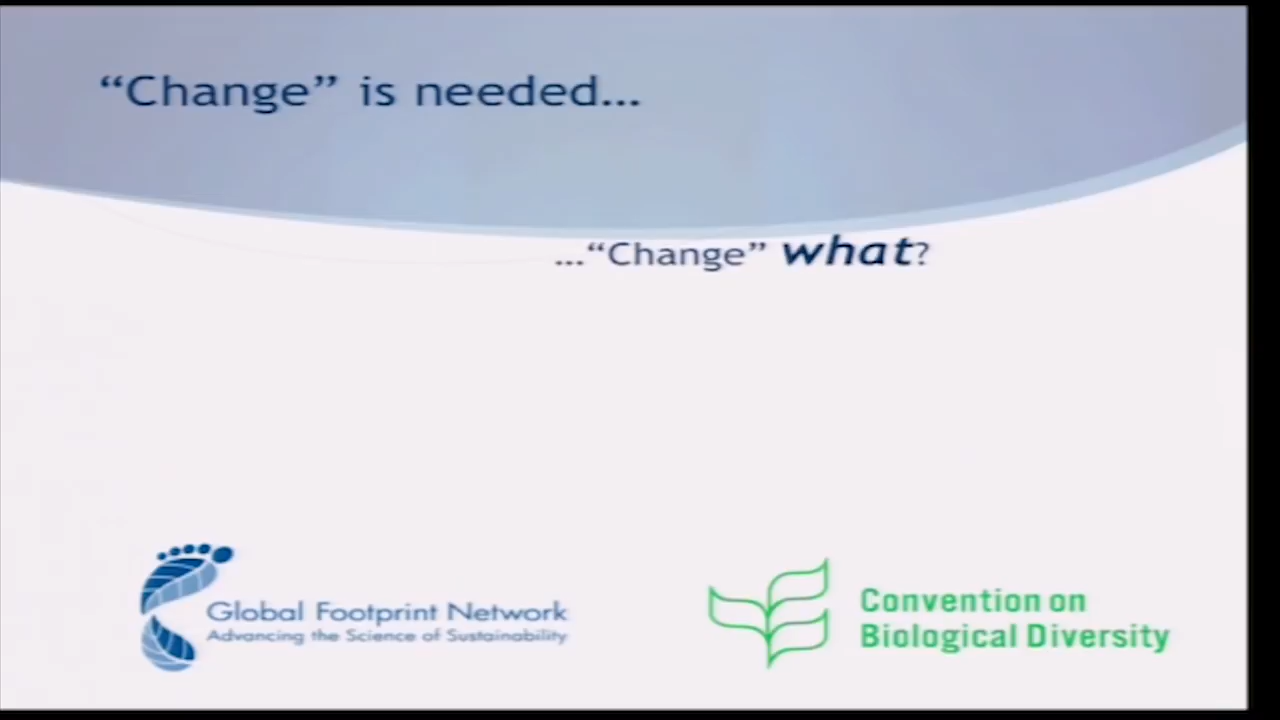 “Change” is needed...
...“Change” what?
Global Footprint Network
Advancing the Science of Sustainability
Convention on
Biological Diversity